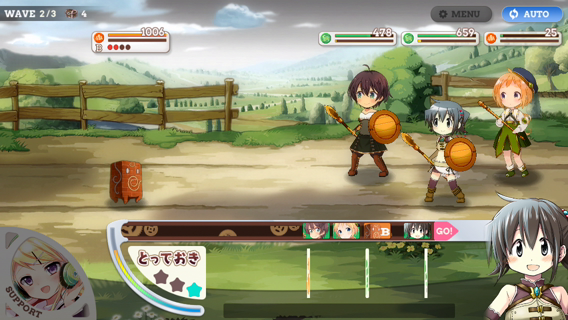 WAVE 2/3 4
MENU
AUTO
1006
B
478
659
25
B
GO!
とっておき
SUPPORT